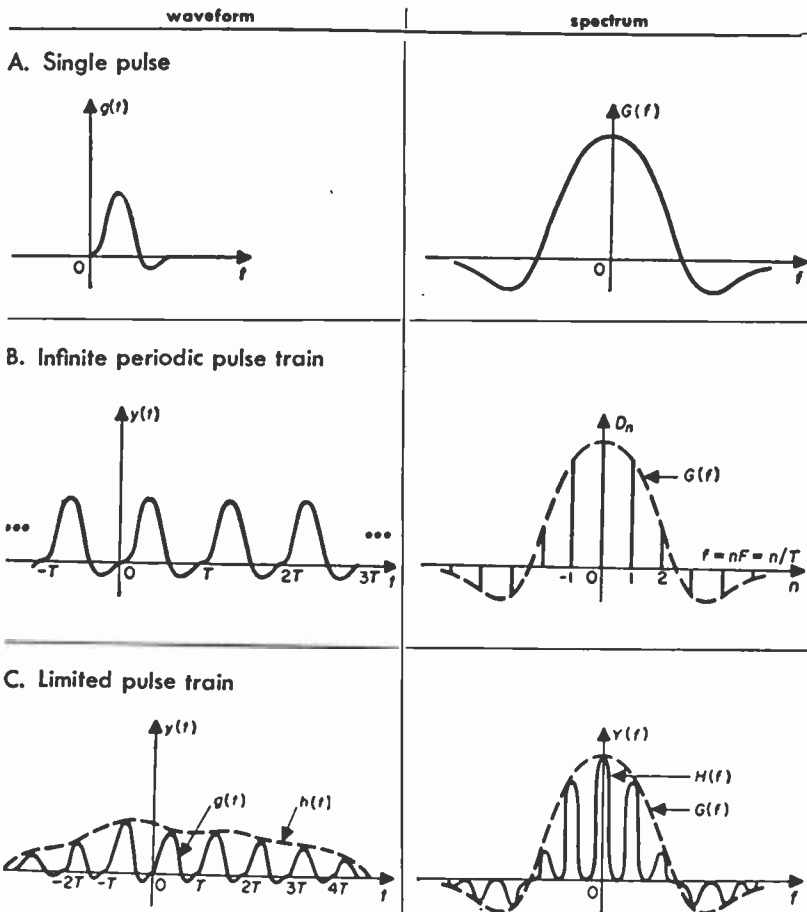 waveform spectrum
A. Single pulse
g(t) G(f)
0 t 0 f
B. Infinite periodic pulse train
y(t) Dn
G(f)
... ...
f = nF = n/T
-T 0 T 2T 3T t -1 0 1 2 n
C. Limited pulse train
y(t) Y(f)
g(t) h(t) H(f)
G(f)
-2T -T 0 T 2T 3T 4T t 0 f